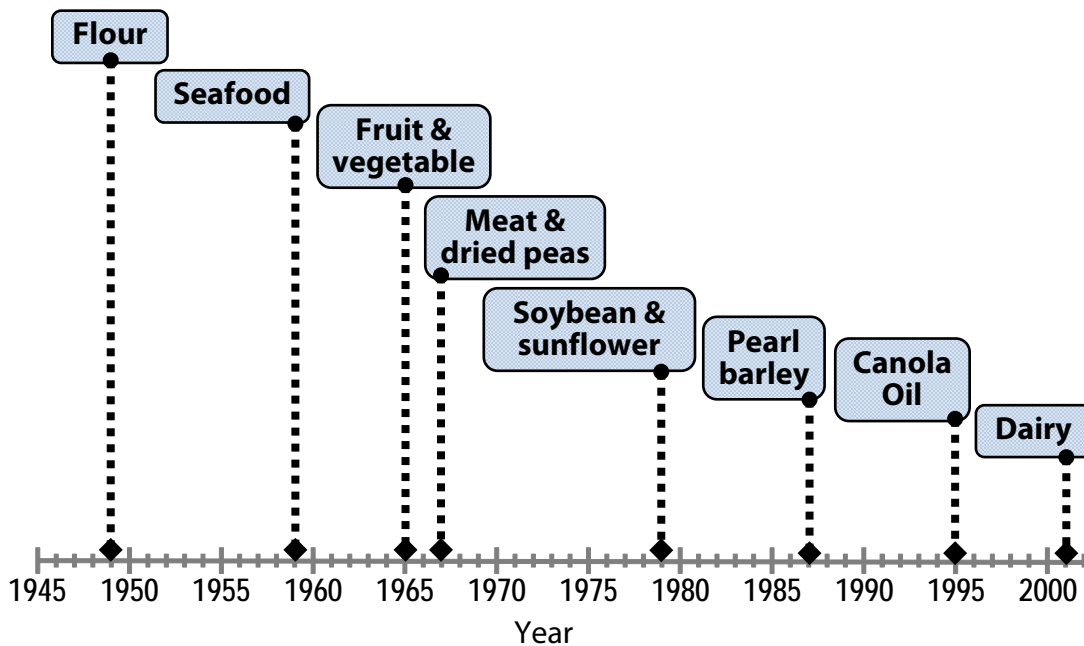 Flour
Seafood
Fruit &
vegetable
Meat &
dried peas
Soybean &
sunflower
Pearl
barley
Canola
Oil
Dairy
1945 1950 1955 1960 1965 1970 1975 1980 1985 1990 1995 2000
Year